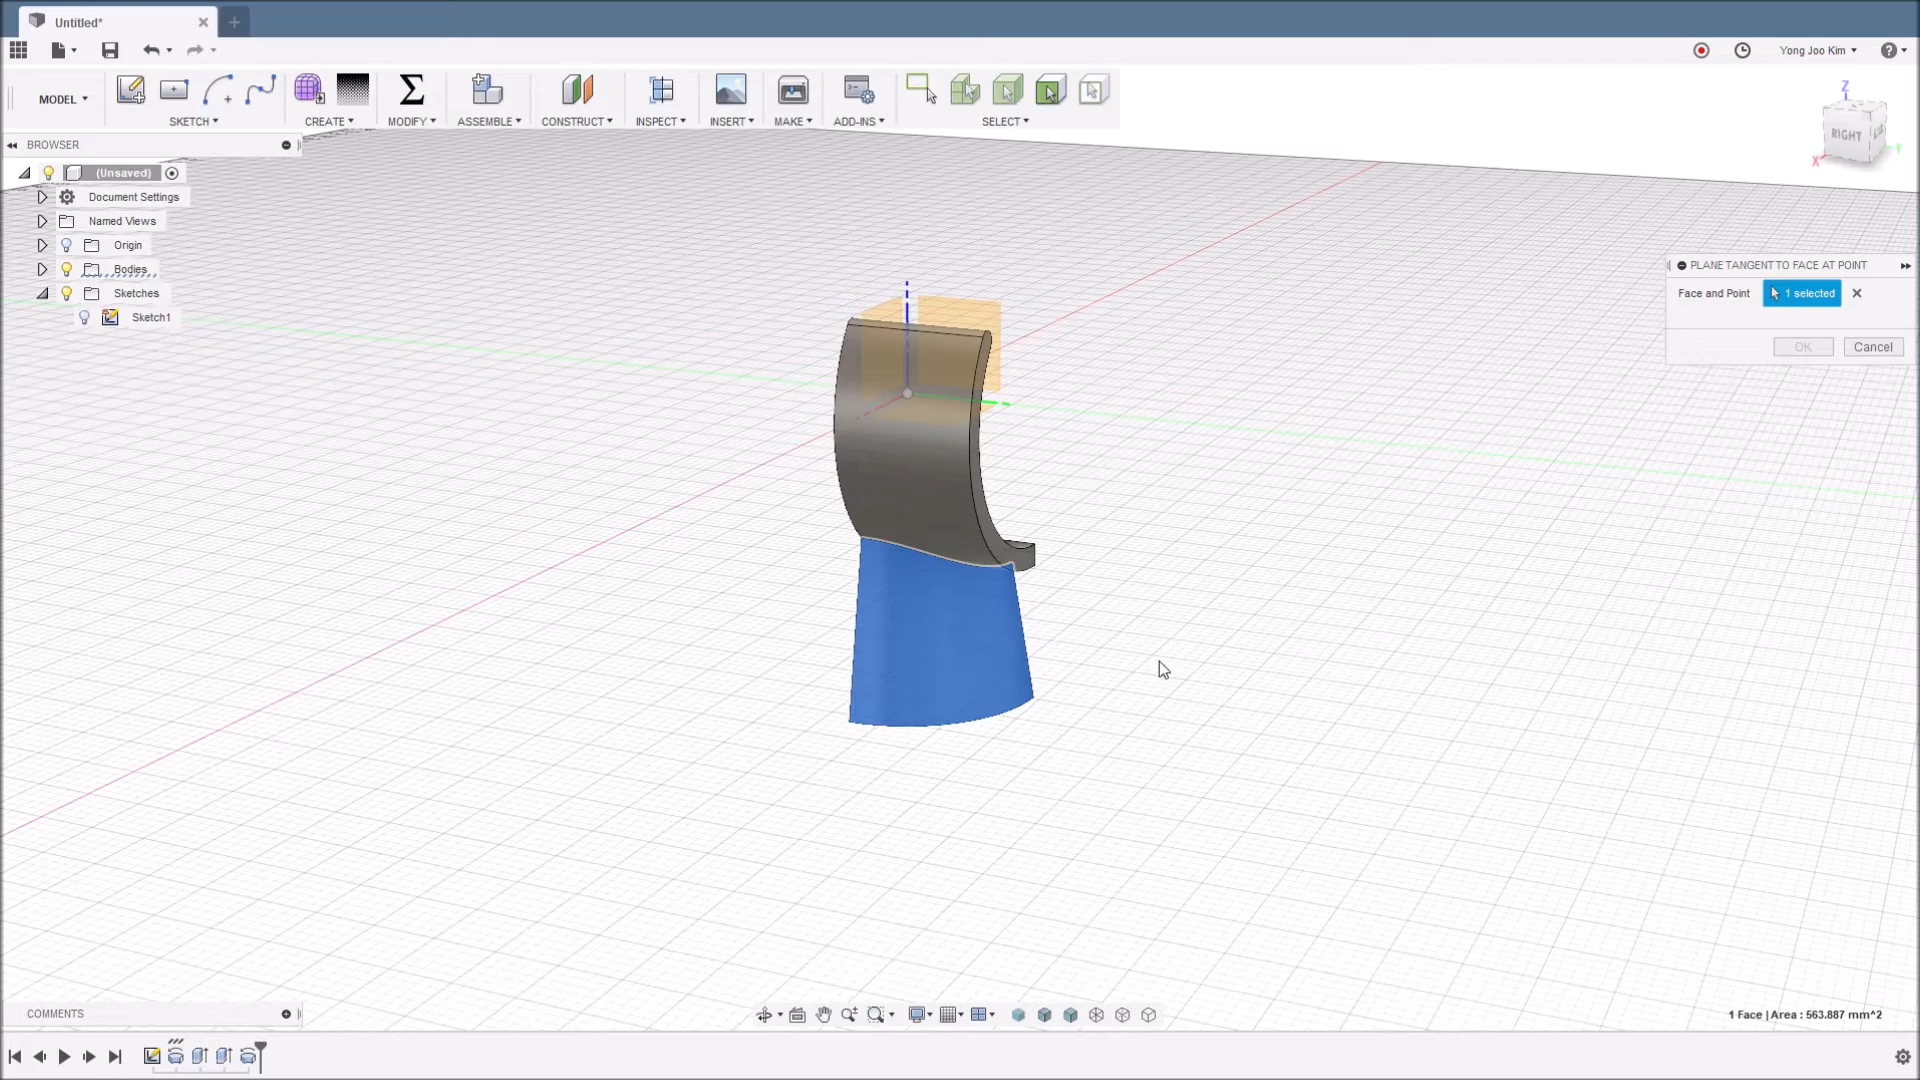 Untitled*
Yong Joo Kim
MODEL
SKETCH
CREATE
MODIFY
ASSEMBLE
CONSTRUCT
INSPECT
INSERT
MAKE
ADD-INS
SELECT
Z
RIGHT
X
Y
BROWSER
(Unsaved)
Document Settings
Named Views
Origin
Bodies
Sketches
Sketch1
PLANE TANGENT TO FACE AT POINT
Face and Point
1 selected
OK
Cancel
COMMENTS
1 Face | Area : 563.887 mm^2